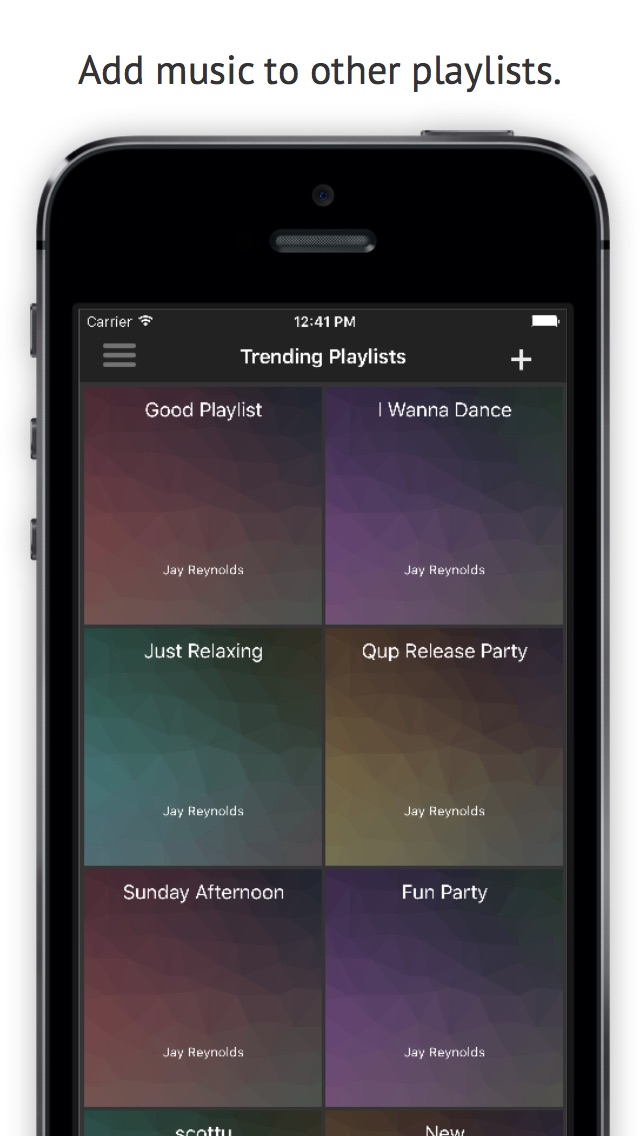 Add music to other playlists.
Carrier 12:41 PM
Trending Playlists +
Good Playlist
Jay Reynolds
I Wanna Dance
Jay Reynolds
Just Relaxing
Jay Reynolds
Qup Release Party
Jay Reynolds
Sunday Afternoon
Jay Reynolds
Fun Party
Jay Reynolds
scottu
New